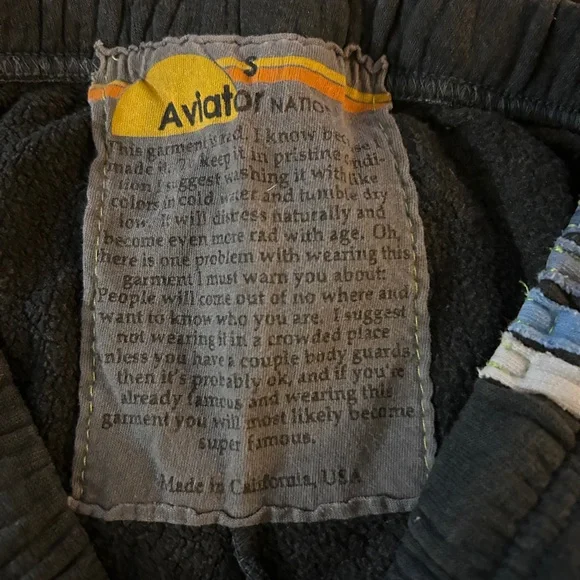 S
Aviator NATION
This garment is rad. I know because I
made it. To keep it in pristine condi-
tion I suggest washing it with like
colors in cold water and tumble dry
low. It will distress naturally and
become even more rad with age. Oh,
there is one problem with wearing this
garment I must warn you about:
People will come out of no where and
want to know who you are. I suggest
not wearing it in a crowded place
unless you have a couple body guards,
then it's probably ok, and if you're
already famous and wearing this
garment you will most likely become
super famous.
Made in California, USA